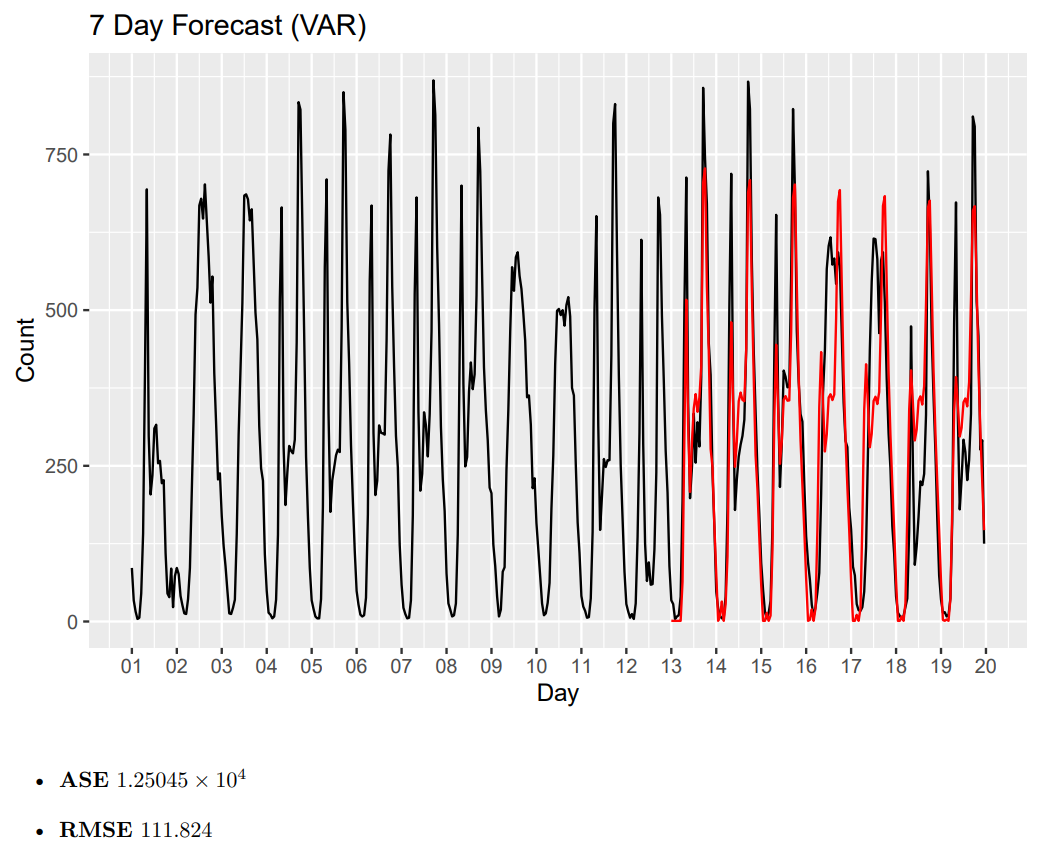 7 Day Forecast (VAR)
750
500
250
0
Count
01 02 03 04 05 06 07 08 09 10 11 12 13 14 15 16 17 18 19 20
Day
• ASE 1.25045 × 10⁴
• RMSE 111.824